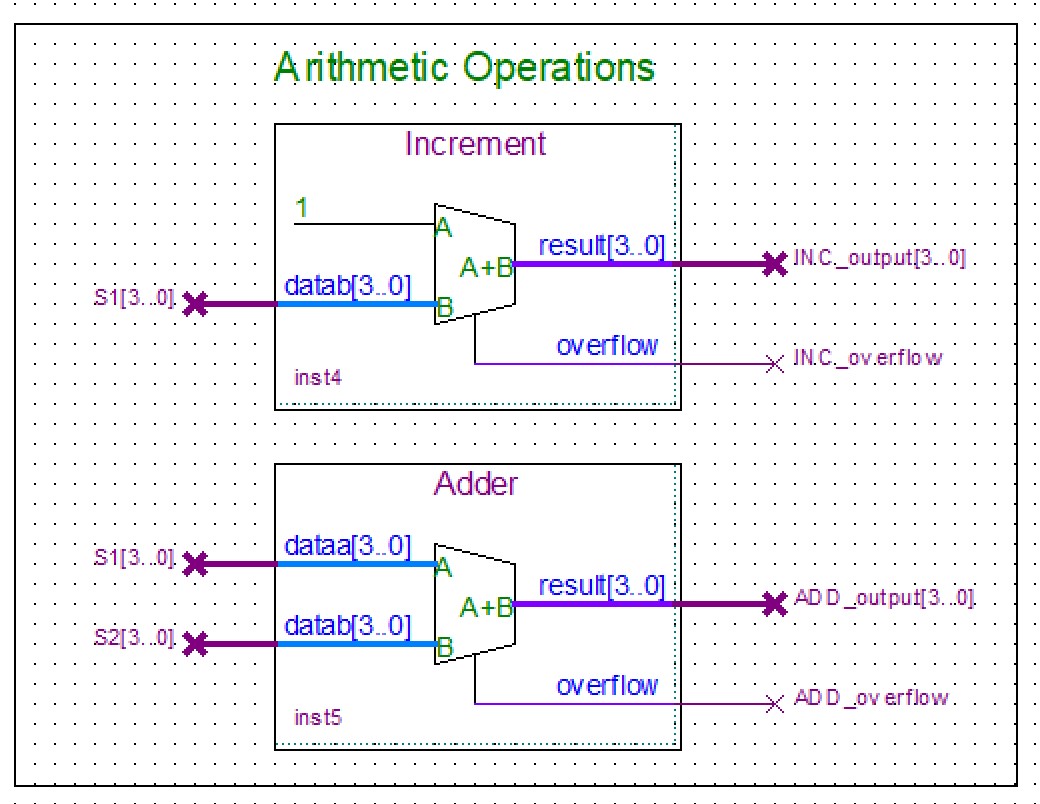 Arithmetic Operations
Increment
1
A
result[3..0]
INC_output[3..0]
A+B
datab[3..0]
S1[3..0]
B
overflow
INC_overflow
inst4
Adder
dataa[3..0]
S1[3..0]
A
result[3..0]
ADD_output[3..0]
A+B
datab[3..0]
S2[3..0]
B
overflow
ADD_overflow
inst5